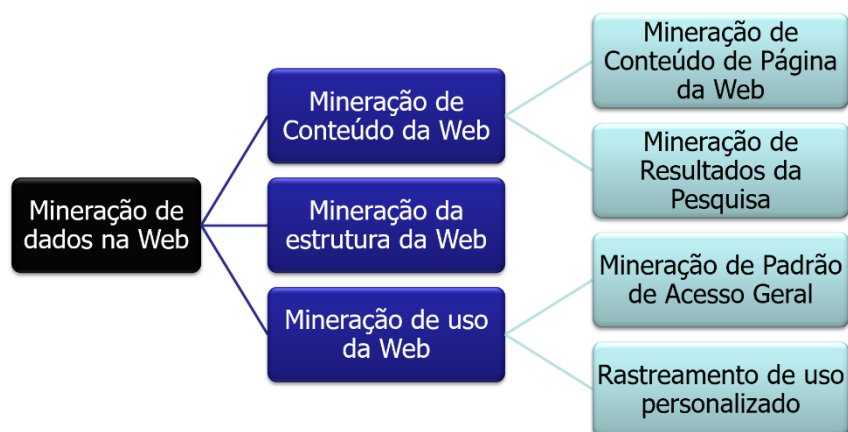 Mineração de
dados na Web
Mineração de
Conteúdo da Web
Mineração de
Conteúdo de Página
da Web
Mineração de
Resultados da
Pesquisa
Mineração da
estrutura da Web
Mineração de uso
da Web
Mineração de Padrão
de Acesso Geral
Rastreamento de uso
personalizado